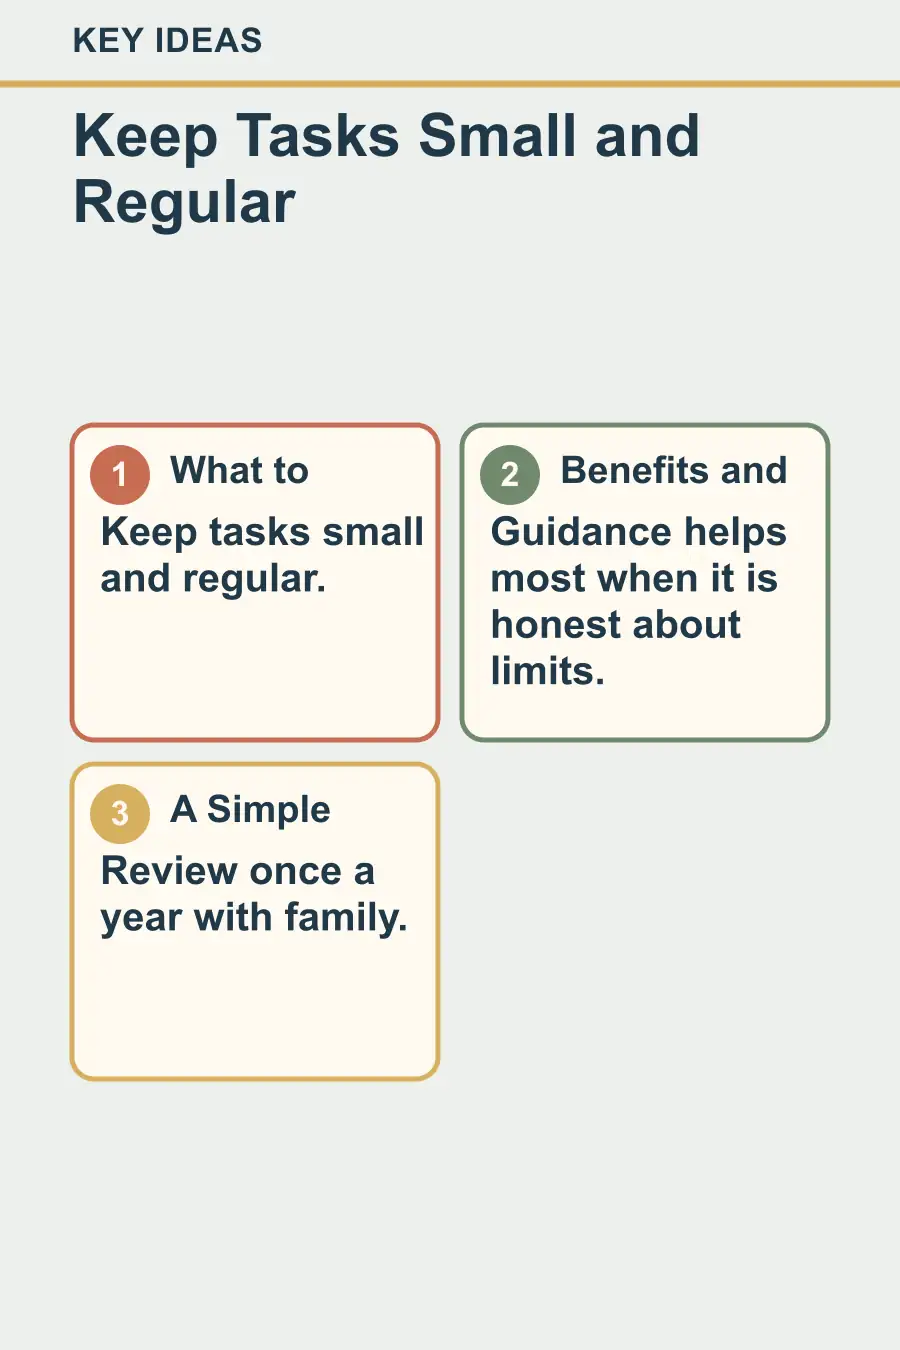 KEY IDEAS
Keep Tasks Small and
Regular
1 What to
Keep tasks small
and regular.
2 Benefits and
Guidance helps
most when it is
honest about
limits.
3 A Simple
Review once a
year with family.